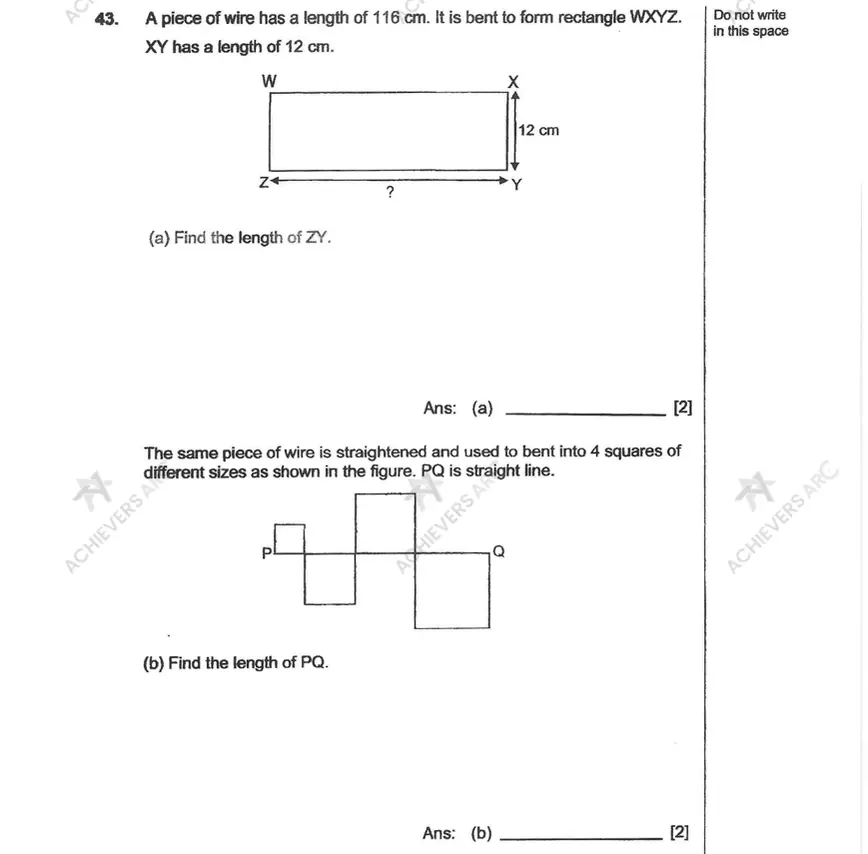 43. A piece of wire has a length of 116 cm. It is bent to form rectangle WXYZ.
XY has a length of 12 cm.
Do not write
in this space
W X
12 cm
Z Y
?
(a) Find the length of ZY.
Ans: (a) ____________ [2]
The same piece of wire is straightened and used to bent into 4 squares of
different sizes as shown in the figure. PQ is straight line.
ACHIEVERS ARC
ACHIEVERS ARC
ACHIEVERS ARC
P Q
(b) Find the length of PQ.
Ans: (b) ____________ [2]